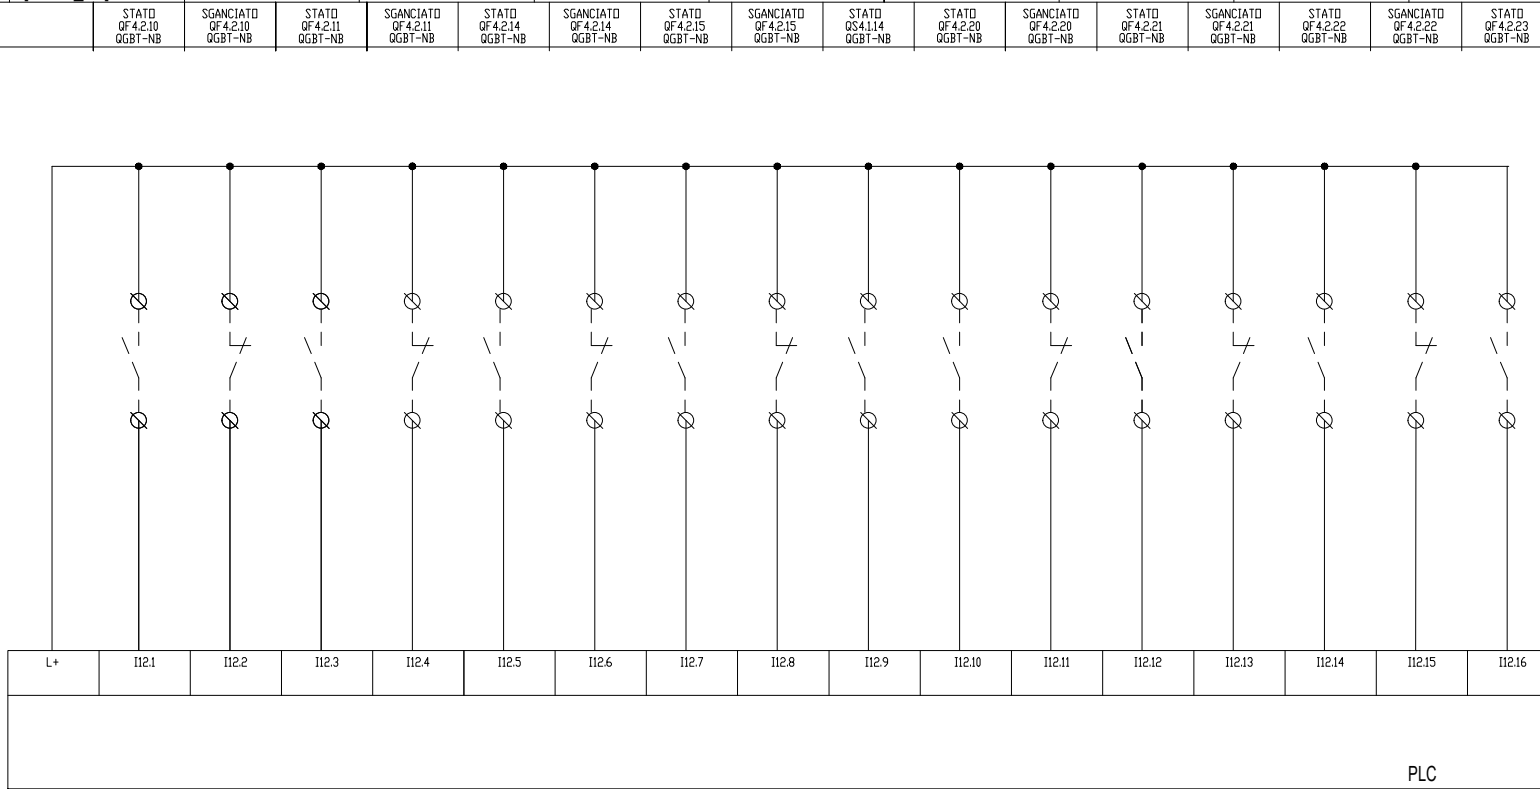 STATO
QF4.2.10
QGBT-NB
SGANCIATO
QF4.2.10
QGBT-NB
STATO
QF4.2.11
QGBT-NB
SGANCIATO
QF4.2.11
QGBT-NB
STATO
QF4.2.14
QGBT-NB
SGANCIATO
QF4.2.14
QGBT-NB
STATO
QF4.2.15
QGBT-NB
SGANCIATO
QF4.2.15
QGBT-NB
STATO
QS4.1.14
QGBT-NB
STATO
QF4.2.20
QGBT-NB
SGANCIATO
QF4.2.20
QGBT-NB
STATO
QF4.2.21
QGBT-NB
SGANCIATO
QF4.2.21
QGBT-NB
STATO
QF4.2.22
QGBT-NB
SGANCIATO
QF4.2.22
QGBT-NB
STATO
QF4.2.23
QGBT-NB
L+
I12.1
I12.2
I12.3
I12.4
I12.5
I12.6
I12.7
I12.8
I12.9
I12.10
I12.11
I12.12
I12.13
I12.14
I12.15
I12.16
PLC